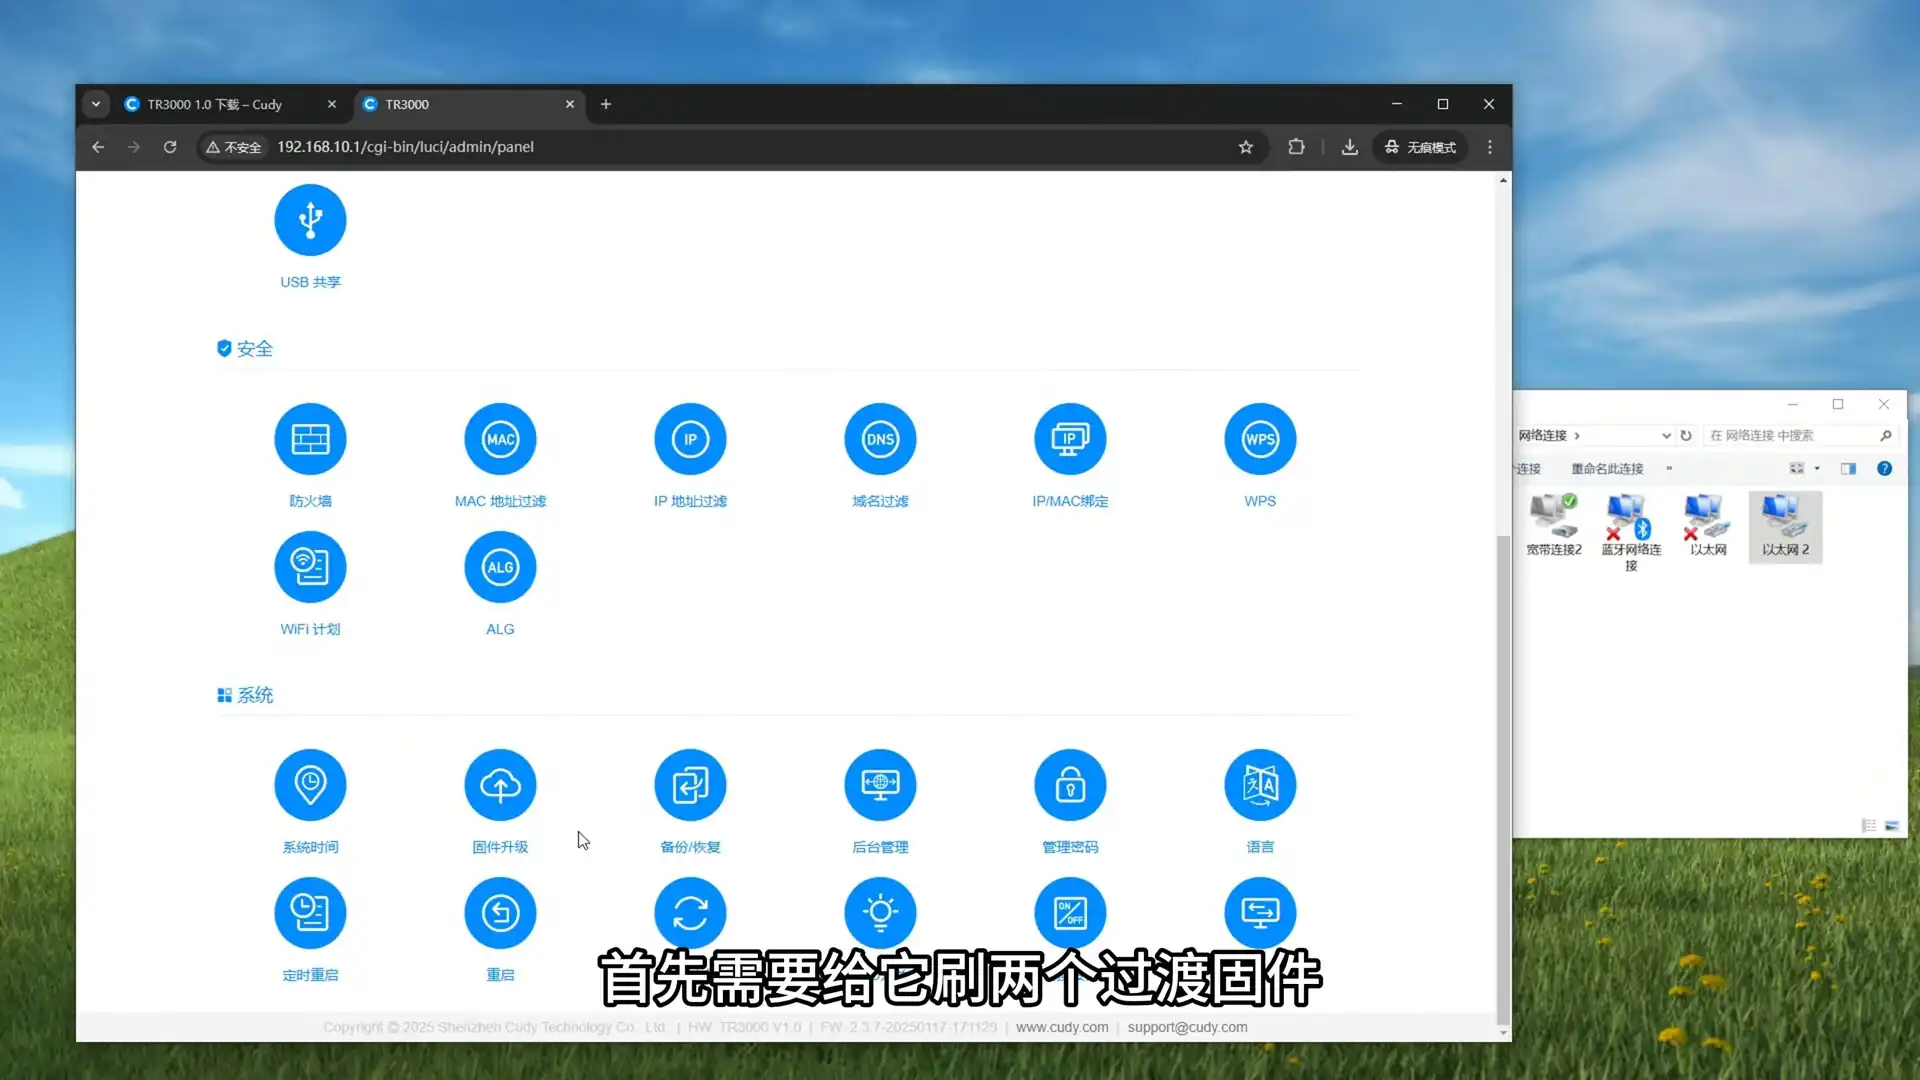 TR3000 1.0 下载 – Cudy
TR3000
不安全
192.168.10.1/cgi-bin/luci/admin/panel
无痕模式
USB 共享
安全
MAC
IP
DNS
IP
WPS
防火墙
MAC 地址过滤
IP 地址过滤
域名过滤
IP/MAC绑定
WPS
ALG
WiFi 计划
ALG
系统
系统时间
固件升级
备份/恢复
后台管理
管理密码
语言
ON
OFF
定时重启
重启
首先需要给它刷两个过渡固件
Copyright © 2025 Shenzhen Cudy Technology Co., Ltd. | HW: TR3000 V1.0 | FW: 2.3.7-20250117-171129 | www.cudy.com | support@cudy.com
网络连接
在 网络连接 中搜索
连接
重命名此连接
»
宽带连接2
蓝牙网络连接
以太网
以太网 2